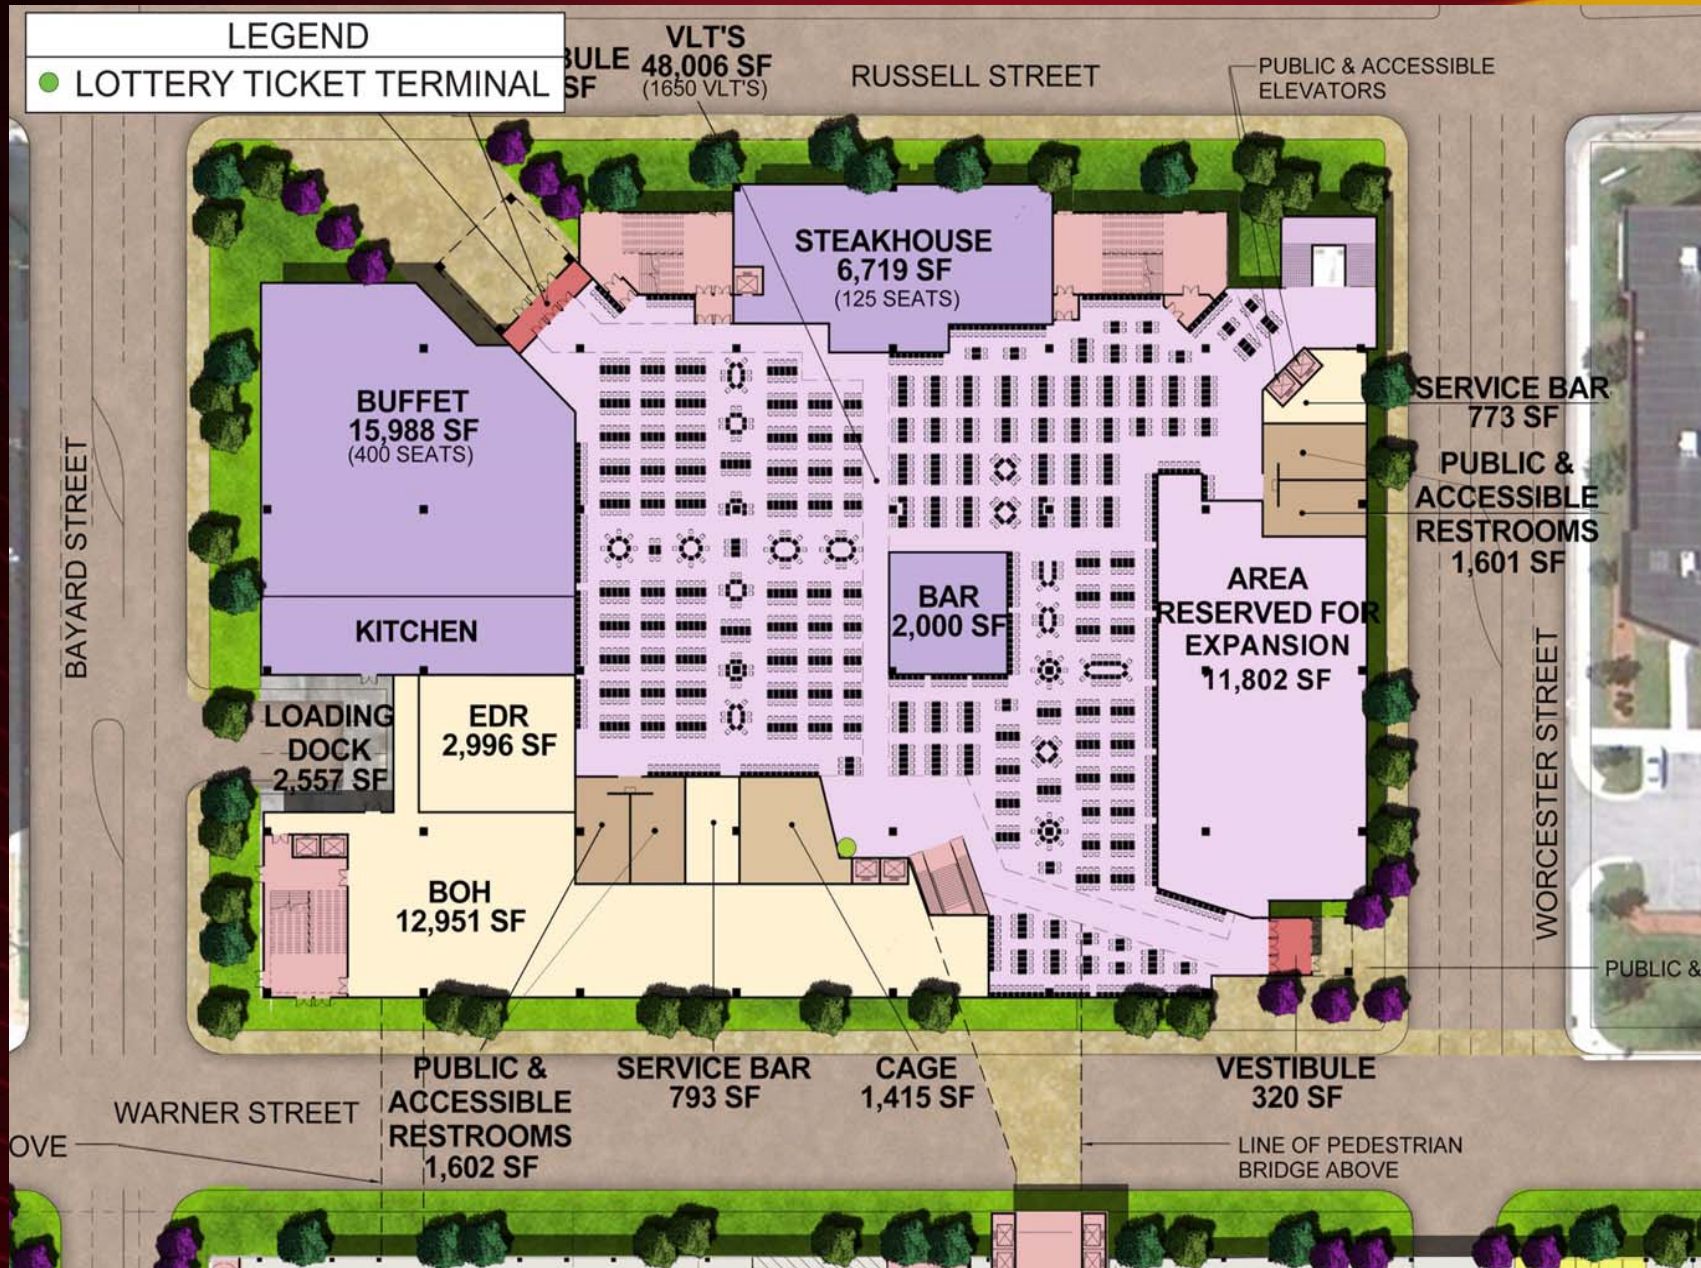 LEGEND
LOTTERY TICKET TERMINAL
BULE
SF
VLT'S
48,006 SF
(1650 VLT'S)
RUSSELL STREET
PUBLIC & ACCESSIBLE
ELEVATORS
STEAKHOUSE
6,719 SF
(125 SEATS)
BUFFET
15,988 SF
(400 SEATS)
SERVICE BAR
773 SF
PUBLIC &
ACCESSIBLE
RESTROOMS
1,601 SF
BAYARD STREET
KITCHEN
BAR
2,000 SF
AREA
RESERVED FOR
EXPANSION
11,802 SF
WORCESTER STREET
LOADING
DOCK
2,557 SF
EDR
2,996 SF
BOH
12,951 SF
PUBLIC &
PUBLIC &
ACCESSIBLE
RESTROOMS
1,602 SF
SERVICE BAR
793 SF
CAGE
1,415 SF
VESTIBULE
320 SF
WARNER STREET
OVE
LINE OF PEDESTRIAN
BRIDGE ABOVE